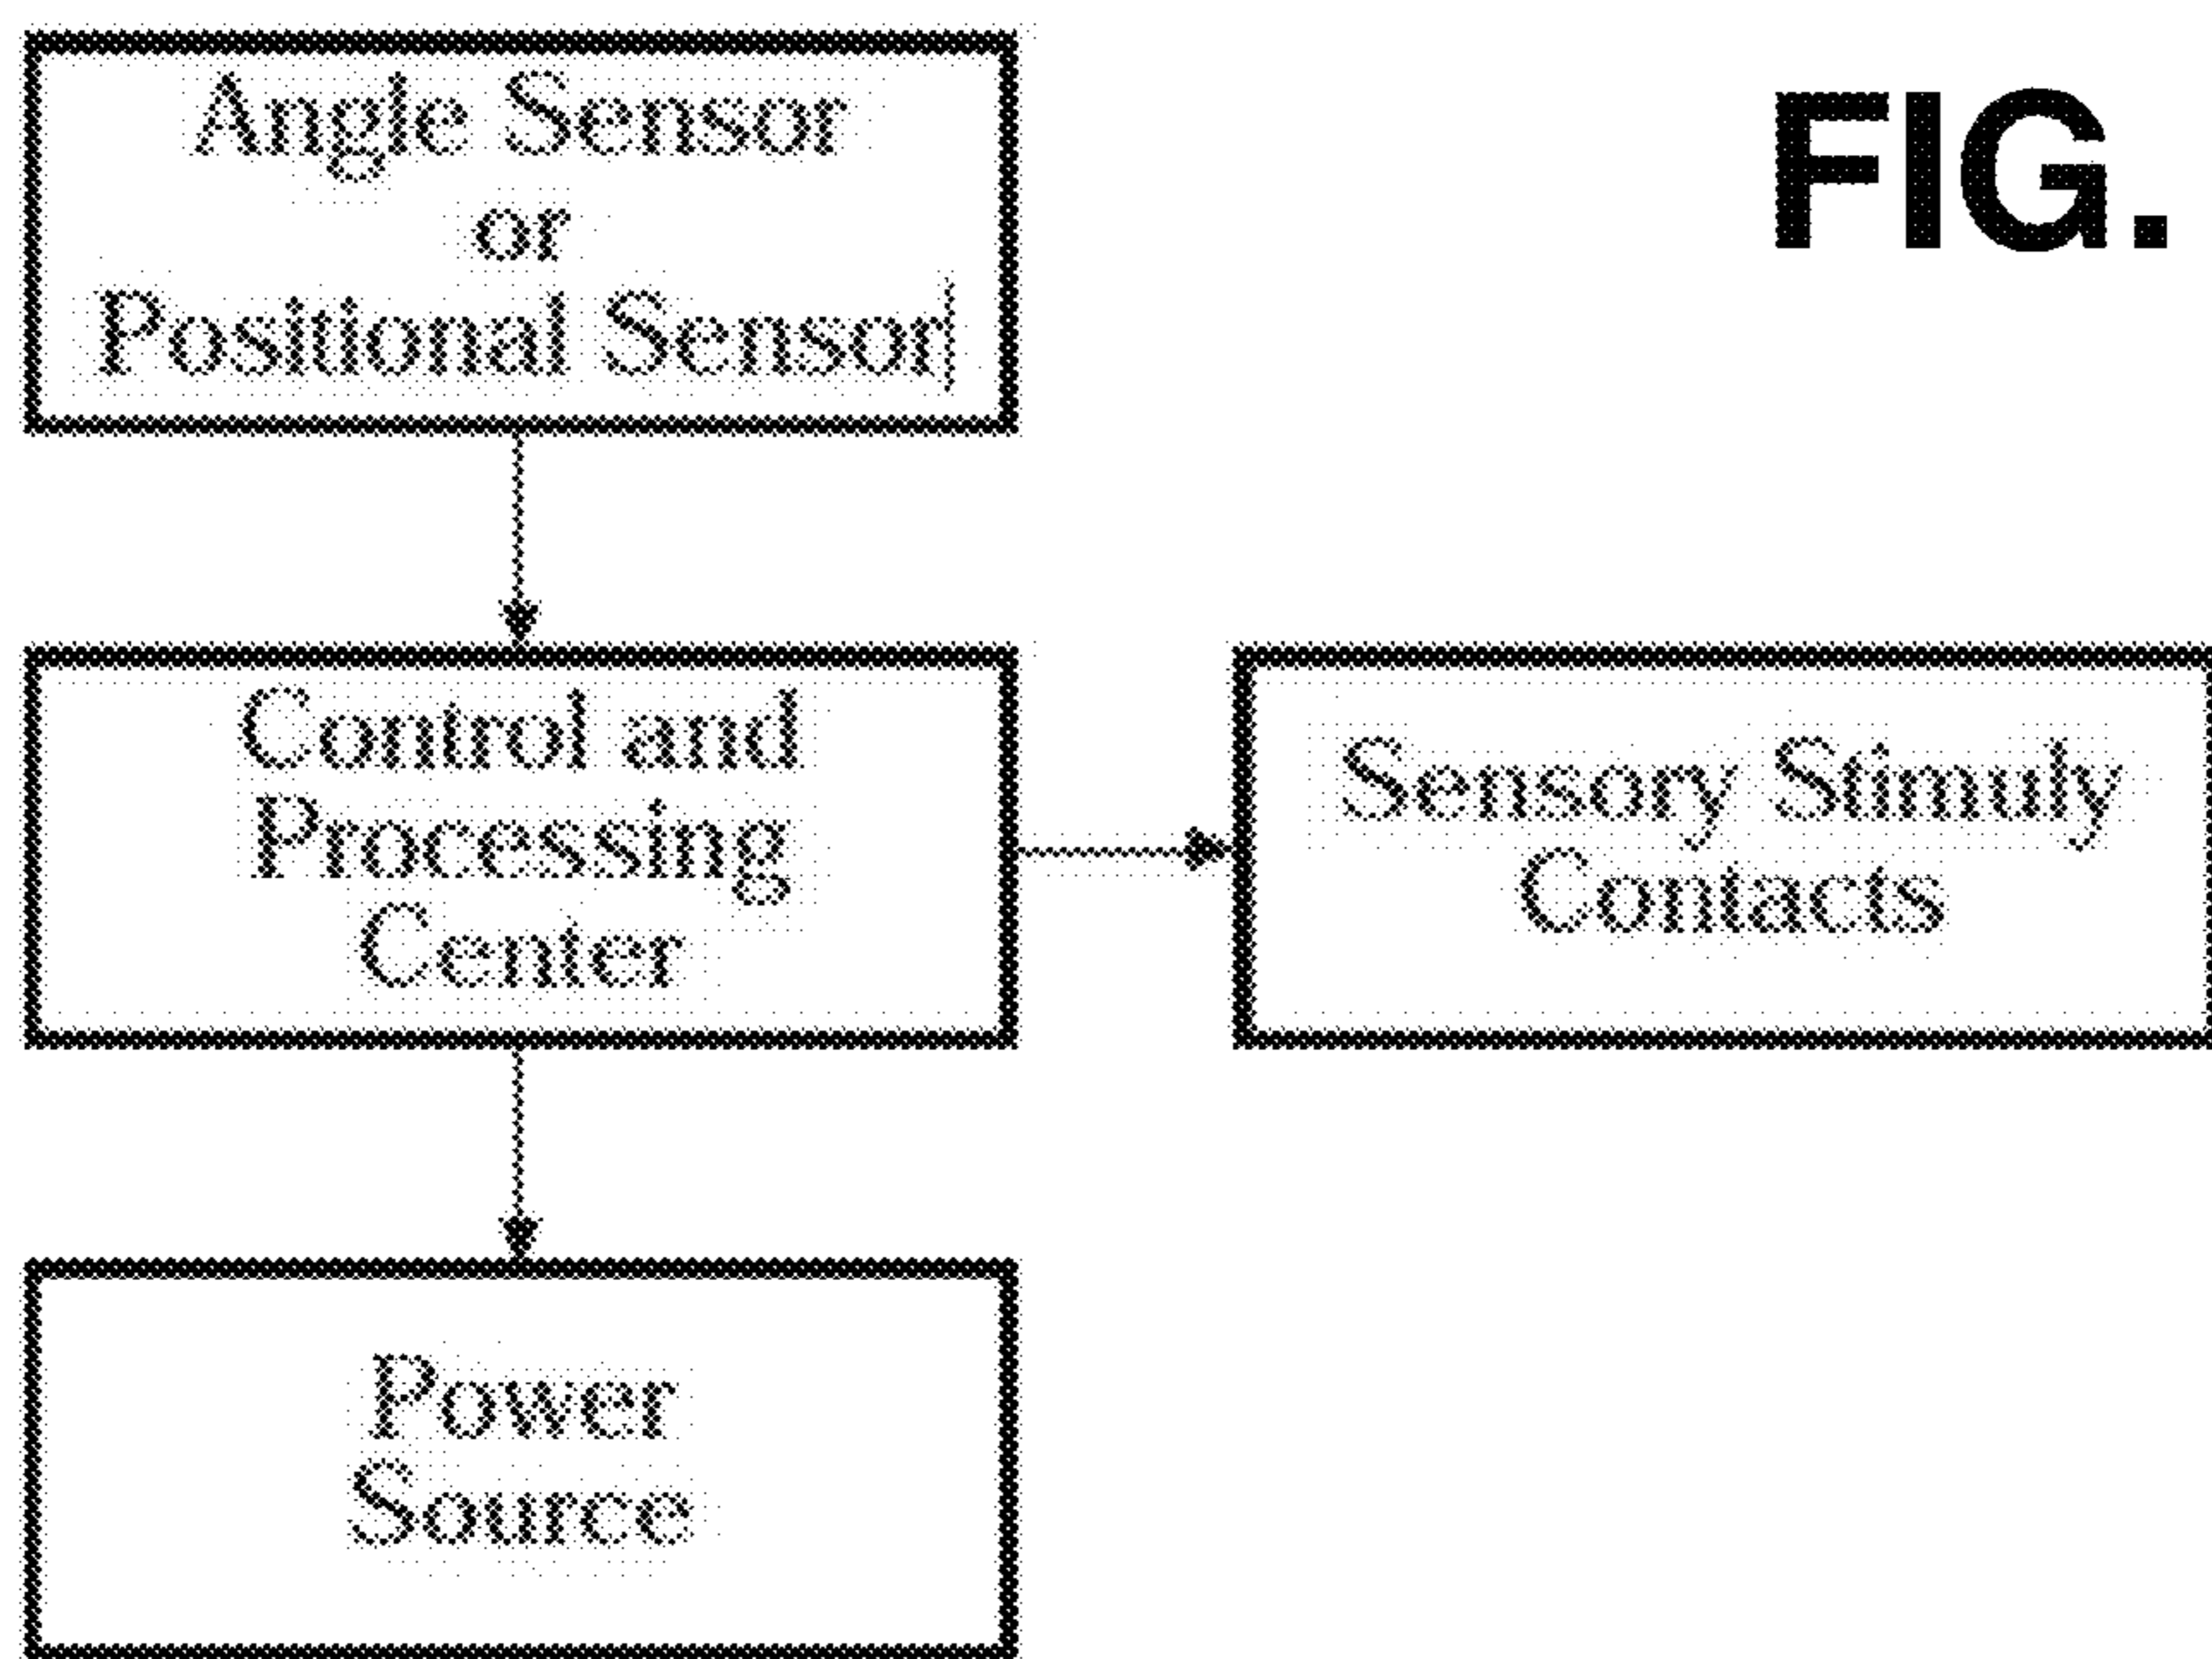 Angle Sensor
or
Positional Sensor
FIG.
Control and
Processing
Center
Sensory Stimuly
Contacts
Power
Source